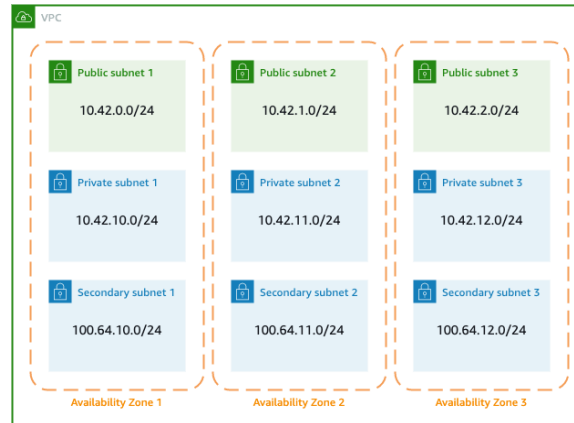 VPC
Public subnet 1
10.42.0.0/24
Public subnet 2
10.42.1.0/24
Public subnet 3
10.42.2.0/24
Private subnet 1
10.42.10.0/24
Private subnet 2
10.42.11.0/24
Private subnet 3
10.42.12.0/24
Secondary subnet 1
100.64.10.0/24
Secondary subnet 2
100.64.11.0/24
Secondary subnet 3
100.64.12.0/24
Availability Zone 1
Availability Zone 2
Availability Zone 3